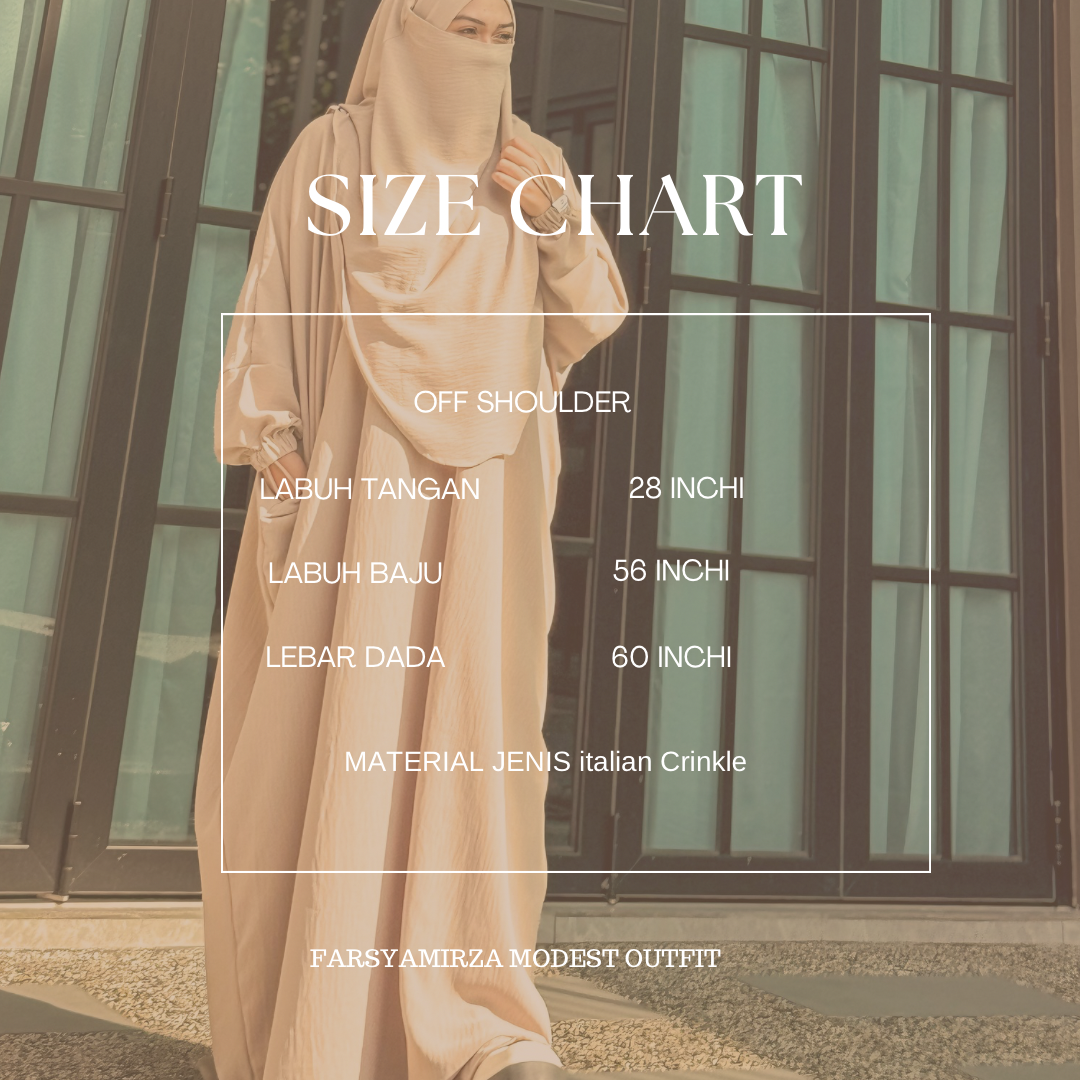 SIZE CHART
OFF SHOULDER
LABUH TANGAN 28 INCHI
LABUH BAJU 56 INCHI
LEBAR DADA 60 INCHI
MATERIAL JENIS italian Crinkle
FARSYAMIRZA MODEST OUTFIT